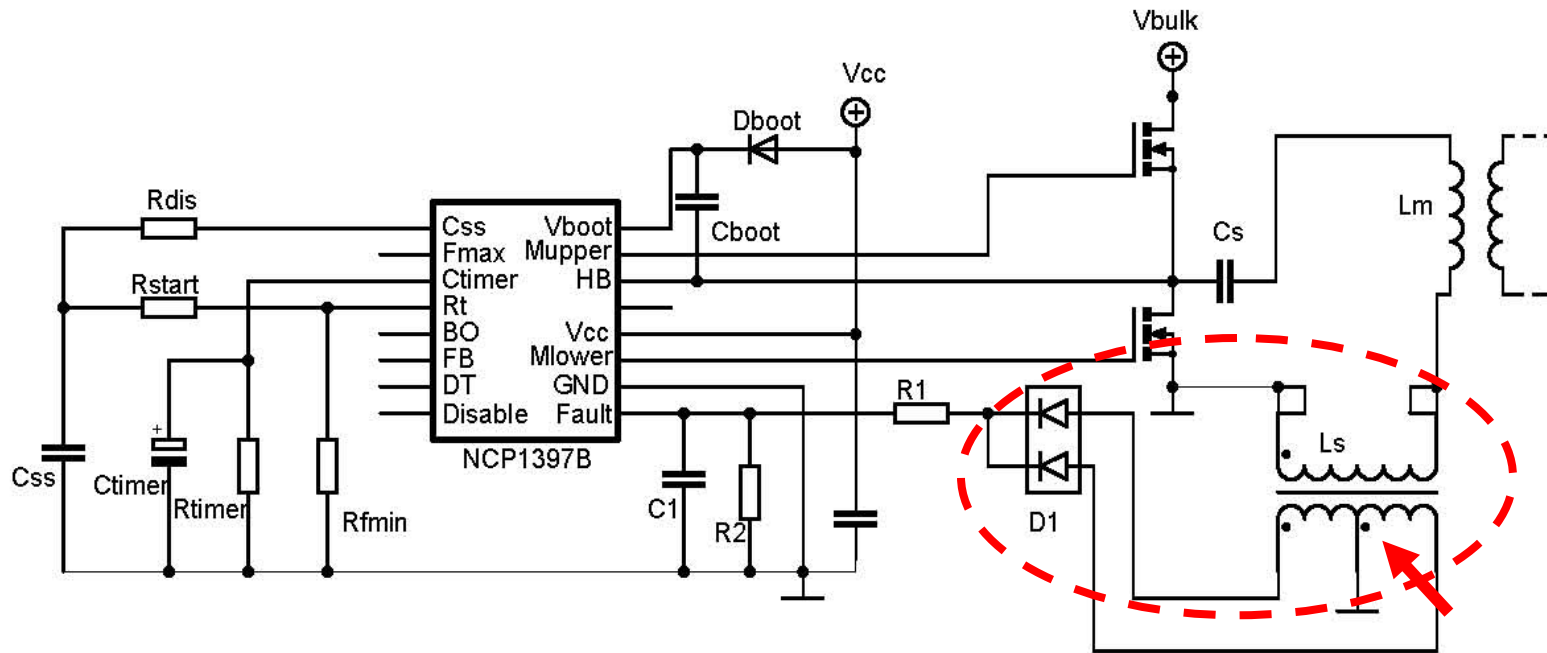 Vbulk
Vcc
Dboot
Rdis
Css Vboot
Cboot
Lm
Fmax Mupper
Cs
Ctimer HB
Rstart
Rt
BO Vcc
FB Mlower
DT GND
R1
Disable Fault
+
NCP1397B
Ls
Css
Ctimer
Rtimer
Rfmin
C1
R2
D1